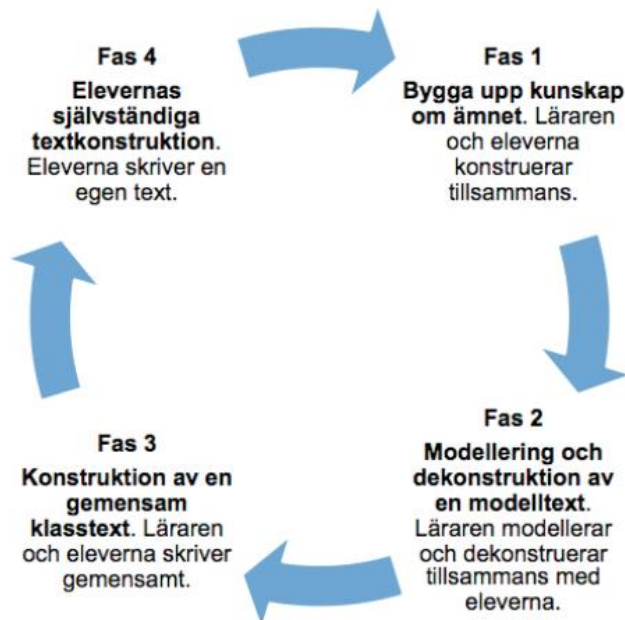 Fas 1
Bygga upp kunskap
om ämnet. Läraren
och eleverna
konstruerar
tillsammans.
Fas 2
Modellering och
dekonstruktion av
en modelltext.
Läraren modellerar
och dekonstruerar
tillsammans med
eleverna.
Fas 3
Konstruktion av en
gemensam
klasstext. Läraren
och eleverna skriver
gemensamt.
Fas 4
Elevernas
självständiga
textkonstruktion.
Eleverna skriver en
egen text.